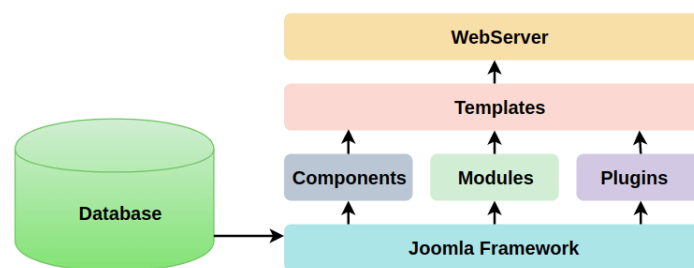 WebServer
Templates
Components
Modules
Plugins
Database
Joomla Framework